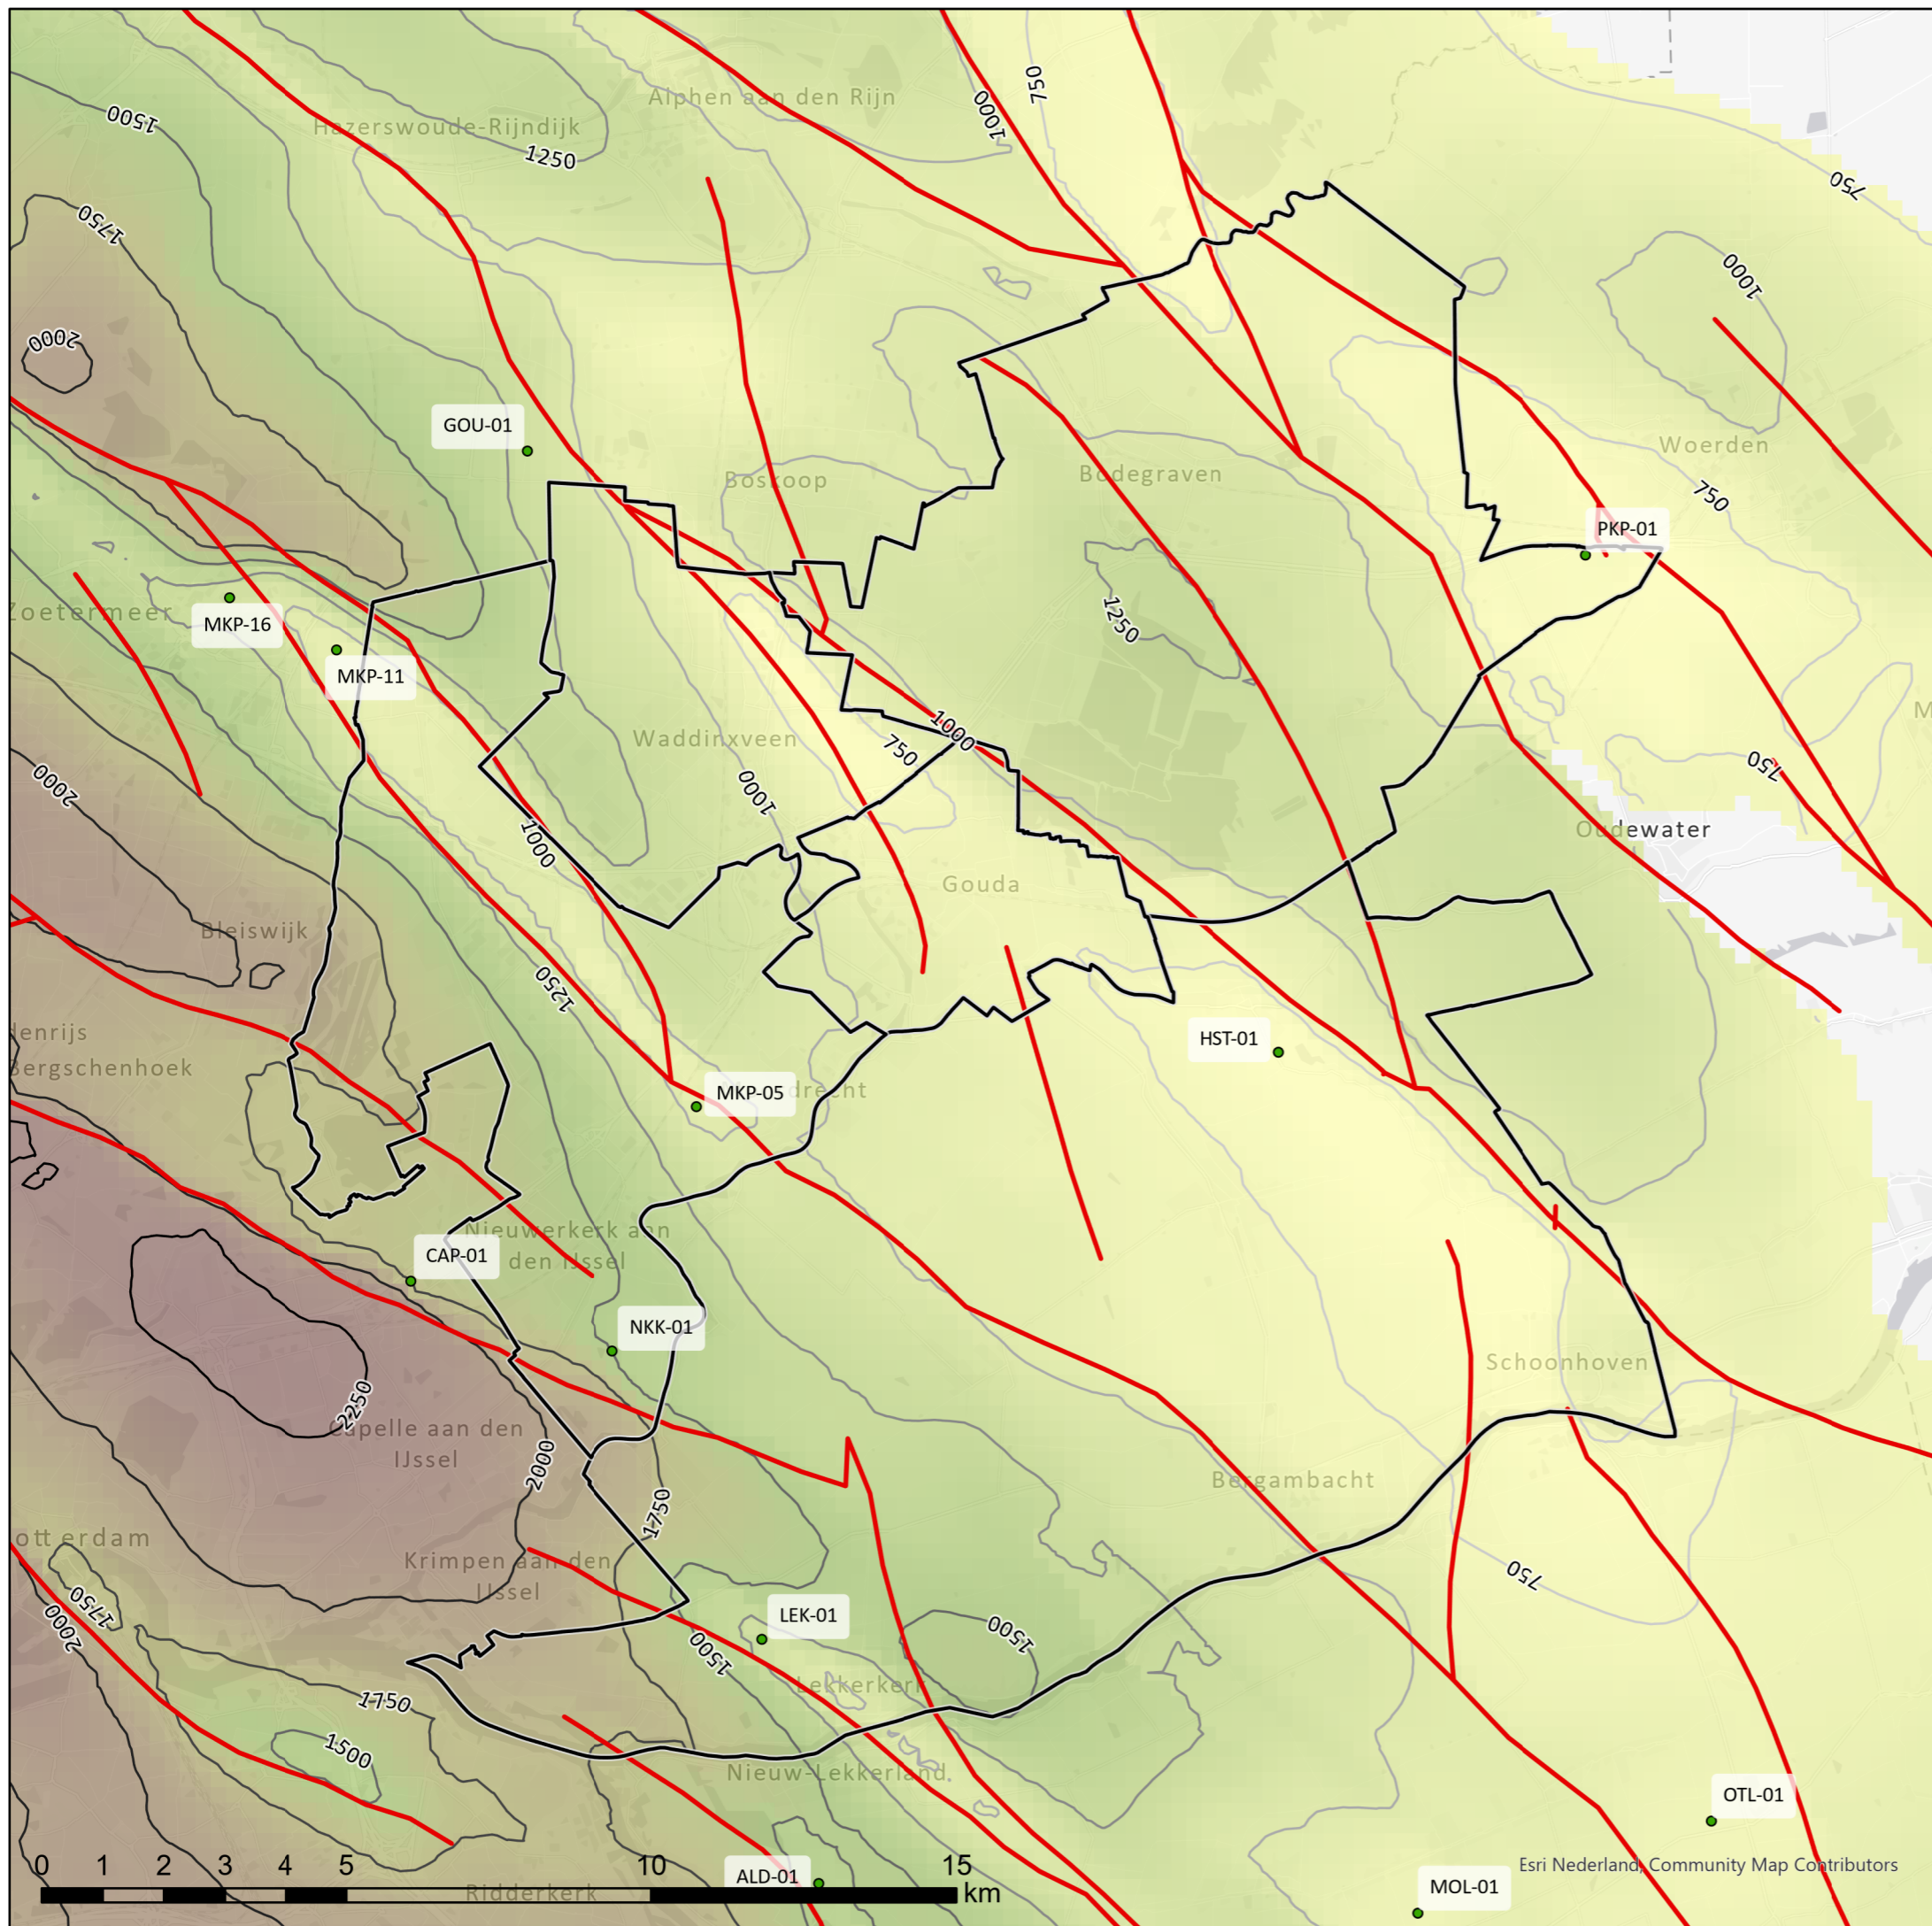 Alphen aan den Rijn
750
1000
1500
Hazerswoude-Rijndijk
1250
750
1750
1000
2000
GOU-01
Woerden
Boskoop
Bodegraven
750
PKP-01
Zoetermeer
MKP-16
1250
MKP-11
1000
Waddinxveen
750
M
750
2000
1000
Oudewater
1000
Gouda
Bleiswijk
1250
denrijs
HST-01
Bergschenhoek
MKP-05
drecht
Nieuwerkerk aan
den IJssel
CAP-01
NKK-01
Schoonhoven
2250
Capelle aan den
IJssel
2000
Bergambacht
1750
otterdam
Krimpen aan den
IJssel
750
1750
2000
LEK-01
1500
1500
Lekkerkerk
1750
1500
Nieuw-Lekkerland
OTL-01
0 1 2 3 4 5 10 15
km
ALD-01
Ridderkerk
Esri Nederland, Community Map Contributors
MOL-01